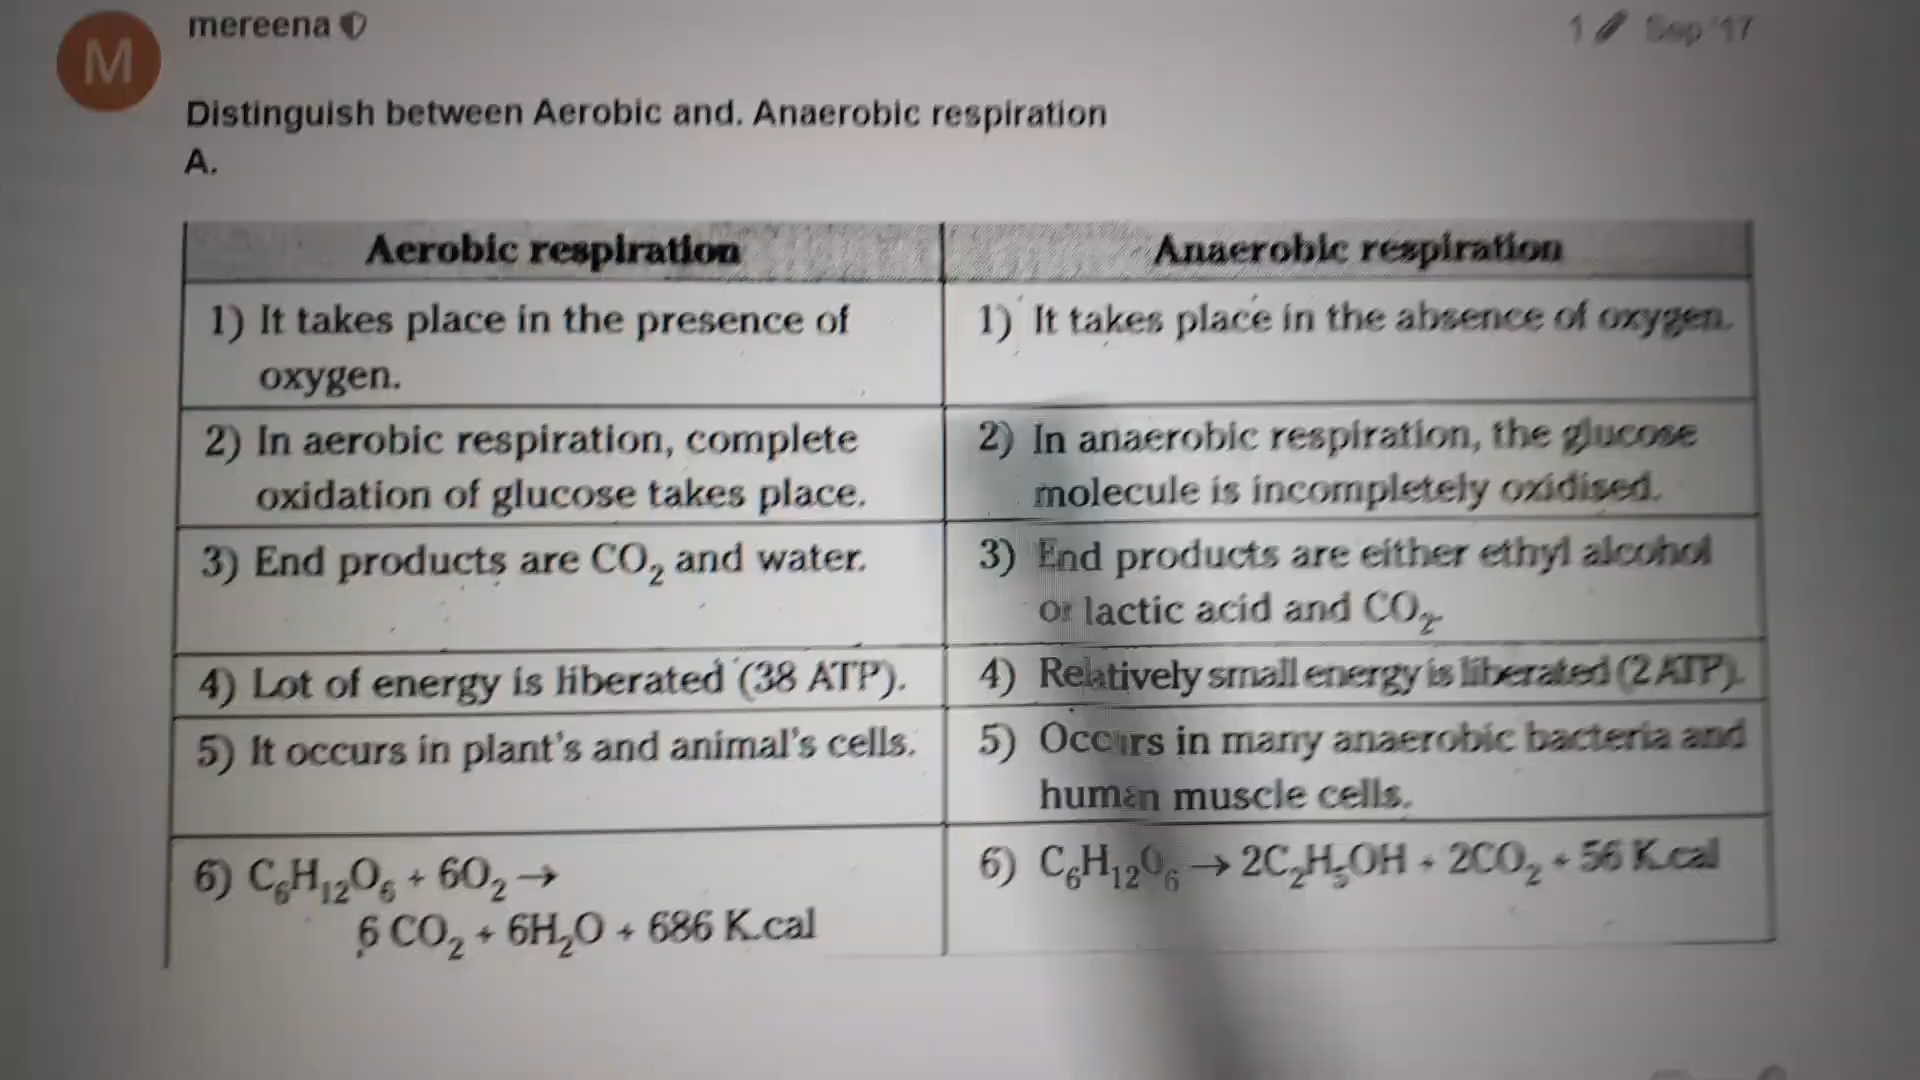 mereena
1 Sep '17
M
Distinguish between Aerobic and. Anaerobic respiration
A.
Aerobic respiration
Anaerobic respiration
1) It takes place in the presence of
oxygen.
1) It takes place in the absence of oxygen.
2) In aerobic respiration, complete
oxidation of glucose takes place.
2) In anaerobic respiration, the glucose
molecule is incompletely oxidised.
3) End products are CO₂ and water.
3) End products are either ethyl alcohol
or lactic acid and CO₂.
4) Lot of energy is liberated (38 ATP).
4) Relatively small energy is liberated (2 ATP).
5) It occurs in plant's and animal's cells.
5) Occurs in many anaerobic bacteria and
human muscle cells.
6) C₆H₁₂O₆ + 6O₂ →
6 CO₂ + 6H₂O + 686 K.cal
6) C₆H₁₂O₆ → 2C₂H₅OH + 2CO₂ + 56 K.cal